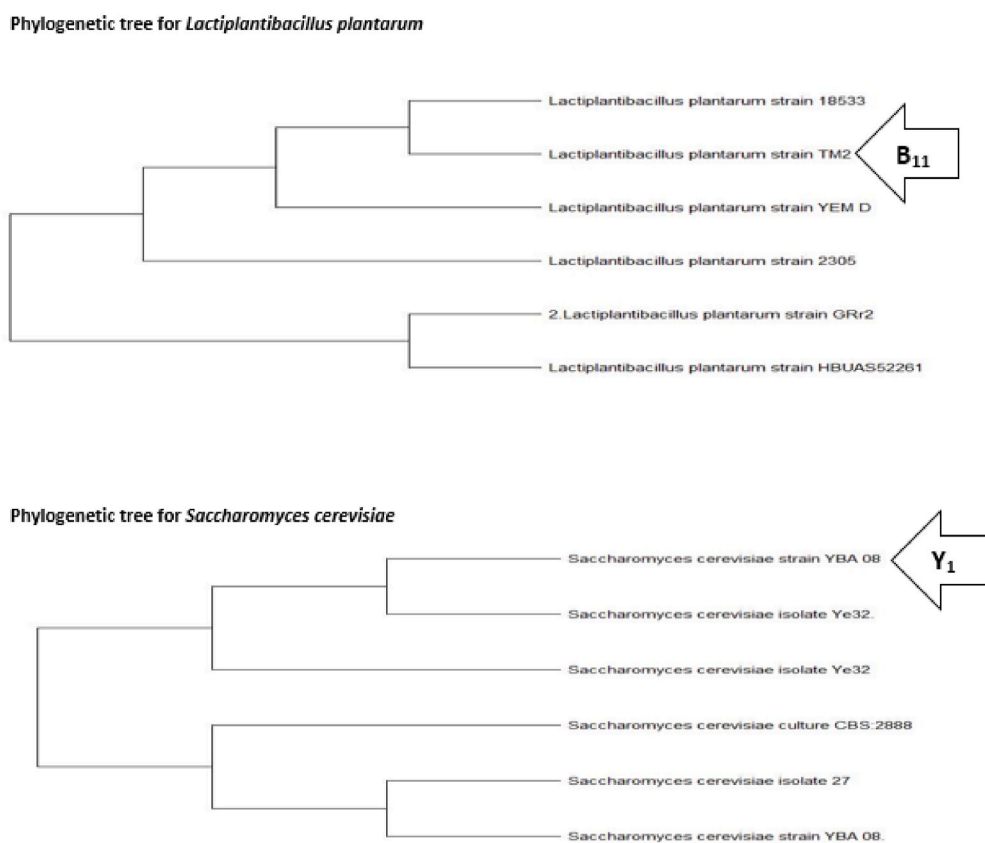 Phylogenetic tree for Lactiplantibacillus plantarum
Lactiplantibacillus plantarum strain 18533
Lactiplantibacillus plantarum strain TM2
B11
Lactiplantibacillus plantarum strain YEM D
Lactiplantibacillus plantarum strain 2305
2.Lactiplantibacillus plantarum strain GRr2
Lactiplantibacillus plantarum strain HBUAS52261
Phylogenetic tree for Saccharomyces cerevisiae
Saccharomyces cerevisiae strain YBA 08
Y1
Saccharomyces cerevisiae isolate Ye32.
Saccharomyces cerevisiae isolate Ye32
Saccharomyces cerevisiae culture CBS:2888
Saccharomyces cerevisiae isolate 27
Saccharomyces cerevisiae strain YBA 08.